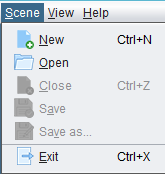 Scene View Help
New Ctrl+N
Open
Close Ctrl+Z
Save
Save as...
Exit Ctrl+X